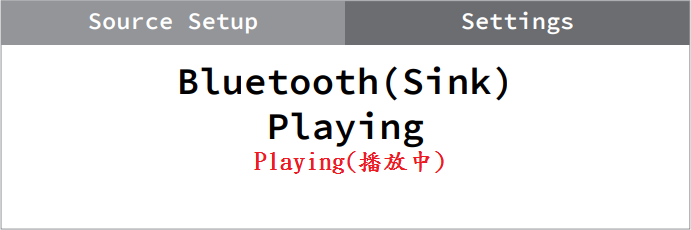 Source Setup
Settings
Bluetooth(Sink)
Playing
Playing(播放中)